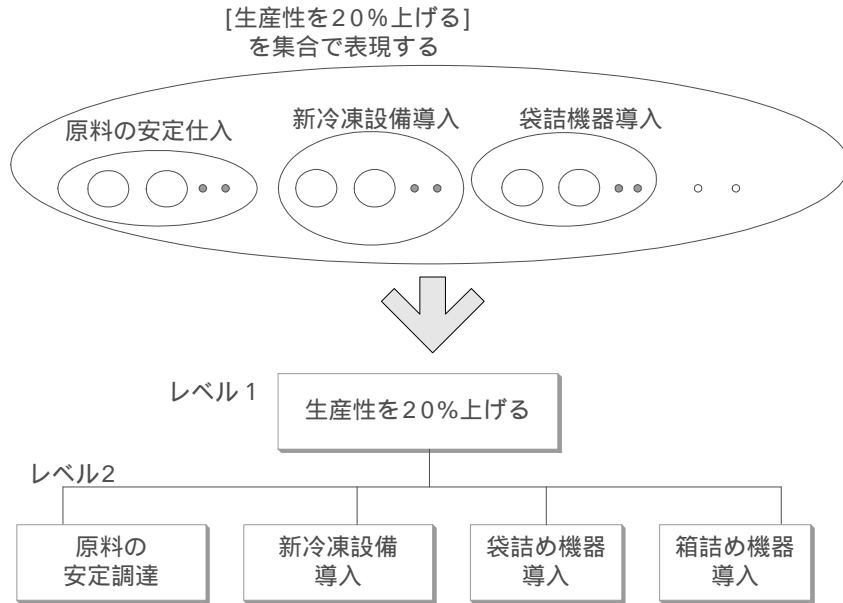 [生産性を20％上げる]
を集合で表現する
原料の安定仕入
新冷凍設備導入
袋詰機器導入
レベル1
生産性を20％上げる
レベル2
原料の
安定調達
新冷凍設備
導入
袋詰め機器
導入
箱詰め機器
導入